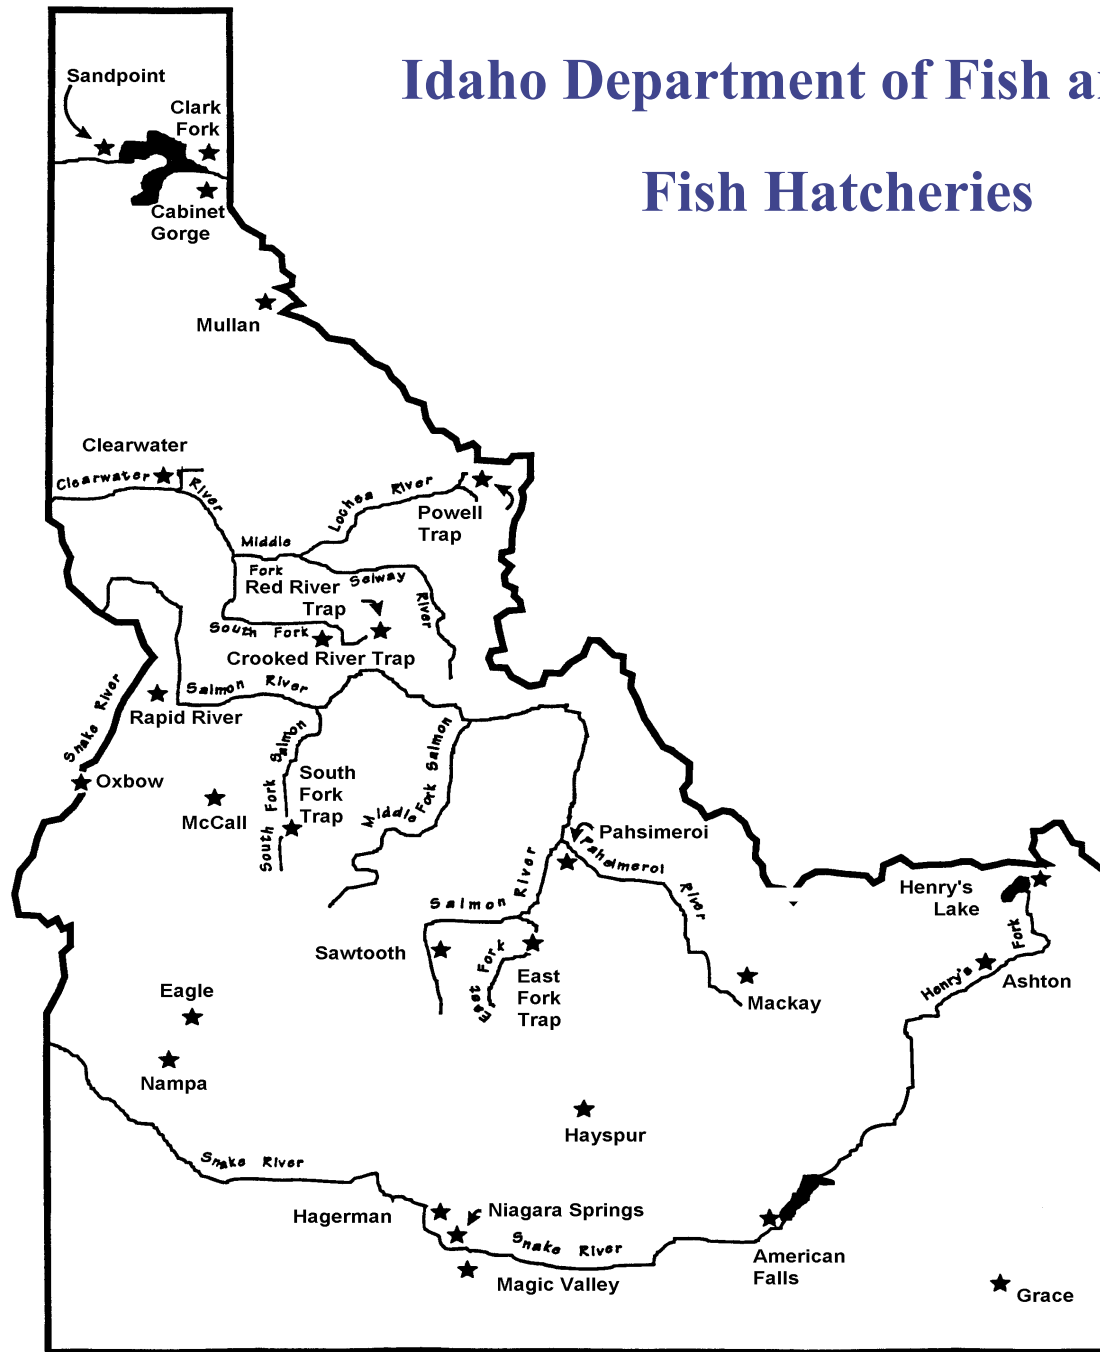 Idaho Department of Fish a
Fish Hatcheries
Sandpoint
Clark
Fork
Cabinet
Gorge
Mullan
Clearwater
Clearwater
River
Lochsa River
Powell
Trap
Middle
Fork
Red River
Trap
Selway
River
South Fork
Crooked River Trap
Salmon River
Rapid River
Snake River
Oxbow
McCall
South Fork Salmon
South
Fork
Trap
Middle Fork Salmon
Pahsimeroi
Pahsimeroi
River
Salmon River
Sawtooth
East Fork
East
Fork
Trap
Mackay
Henry's
Lake
Henry's
Fork
Ashton
Eagle
Nampa
Hayspur
Snake River
Hagerman
Niagara Springs
Snake River
Magic Valley
American
Falls
Grace